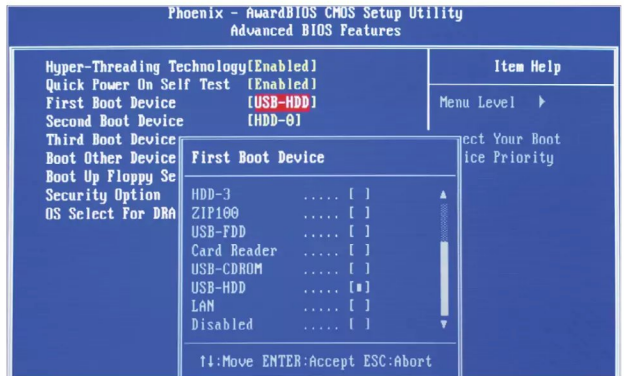 Phoenix - AwardBIOS CMOS Setup Utility
Advanced BIOS Features
Hyper-Threading Technology[Enabled]
Quick Power On Self Test [Enabled]
First Boot Device [USB-HDD]
Second Boot Device [HDD-0]
Third Boot Device
Boot Other Device
Boot Up Floppy Se
Security Option
OS Select For DRA
Item Help
Menu Level
ect Your Boot
ice Priority
First Boot Device
HDD-3 ..... [ ]
ZIP100 ..... [ ]
USB-FDD ..... [ ]
Card Reader ..... [ ]
USB-CDROM ..... [ ]
USB-HDD ..... [■]
LAN ..... [ ]
Disabled ..... [ ]
↑↓:Move ENTER:Accept ESC:Abort